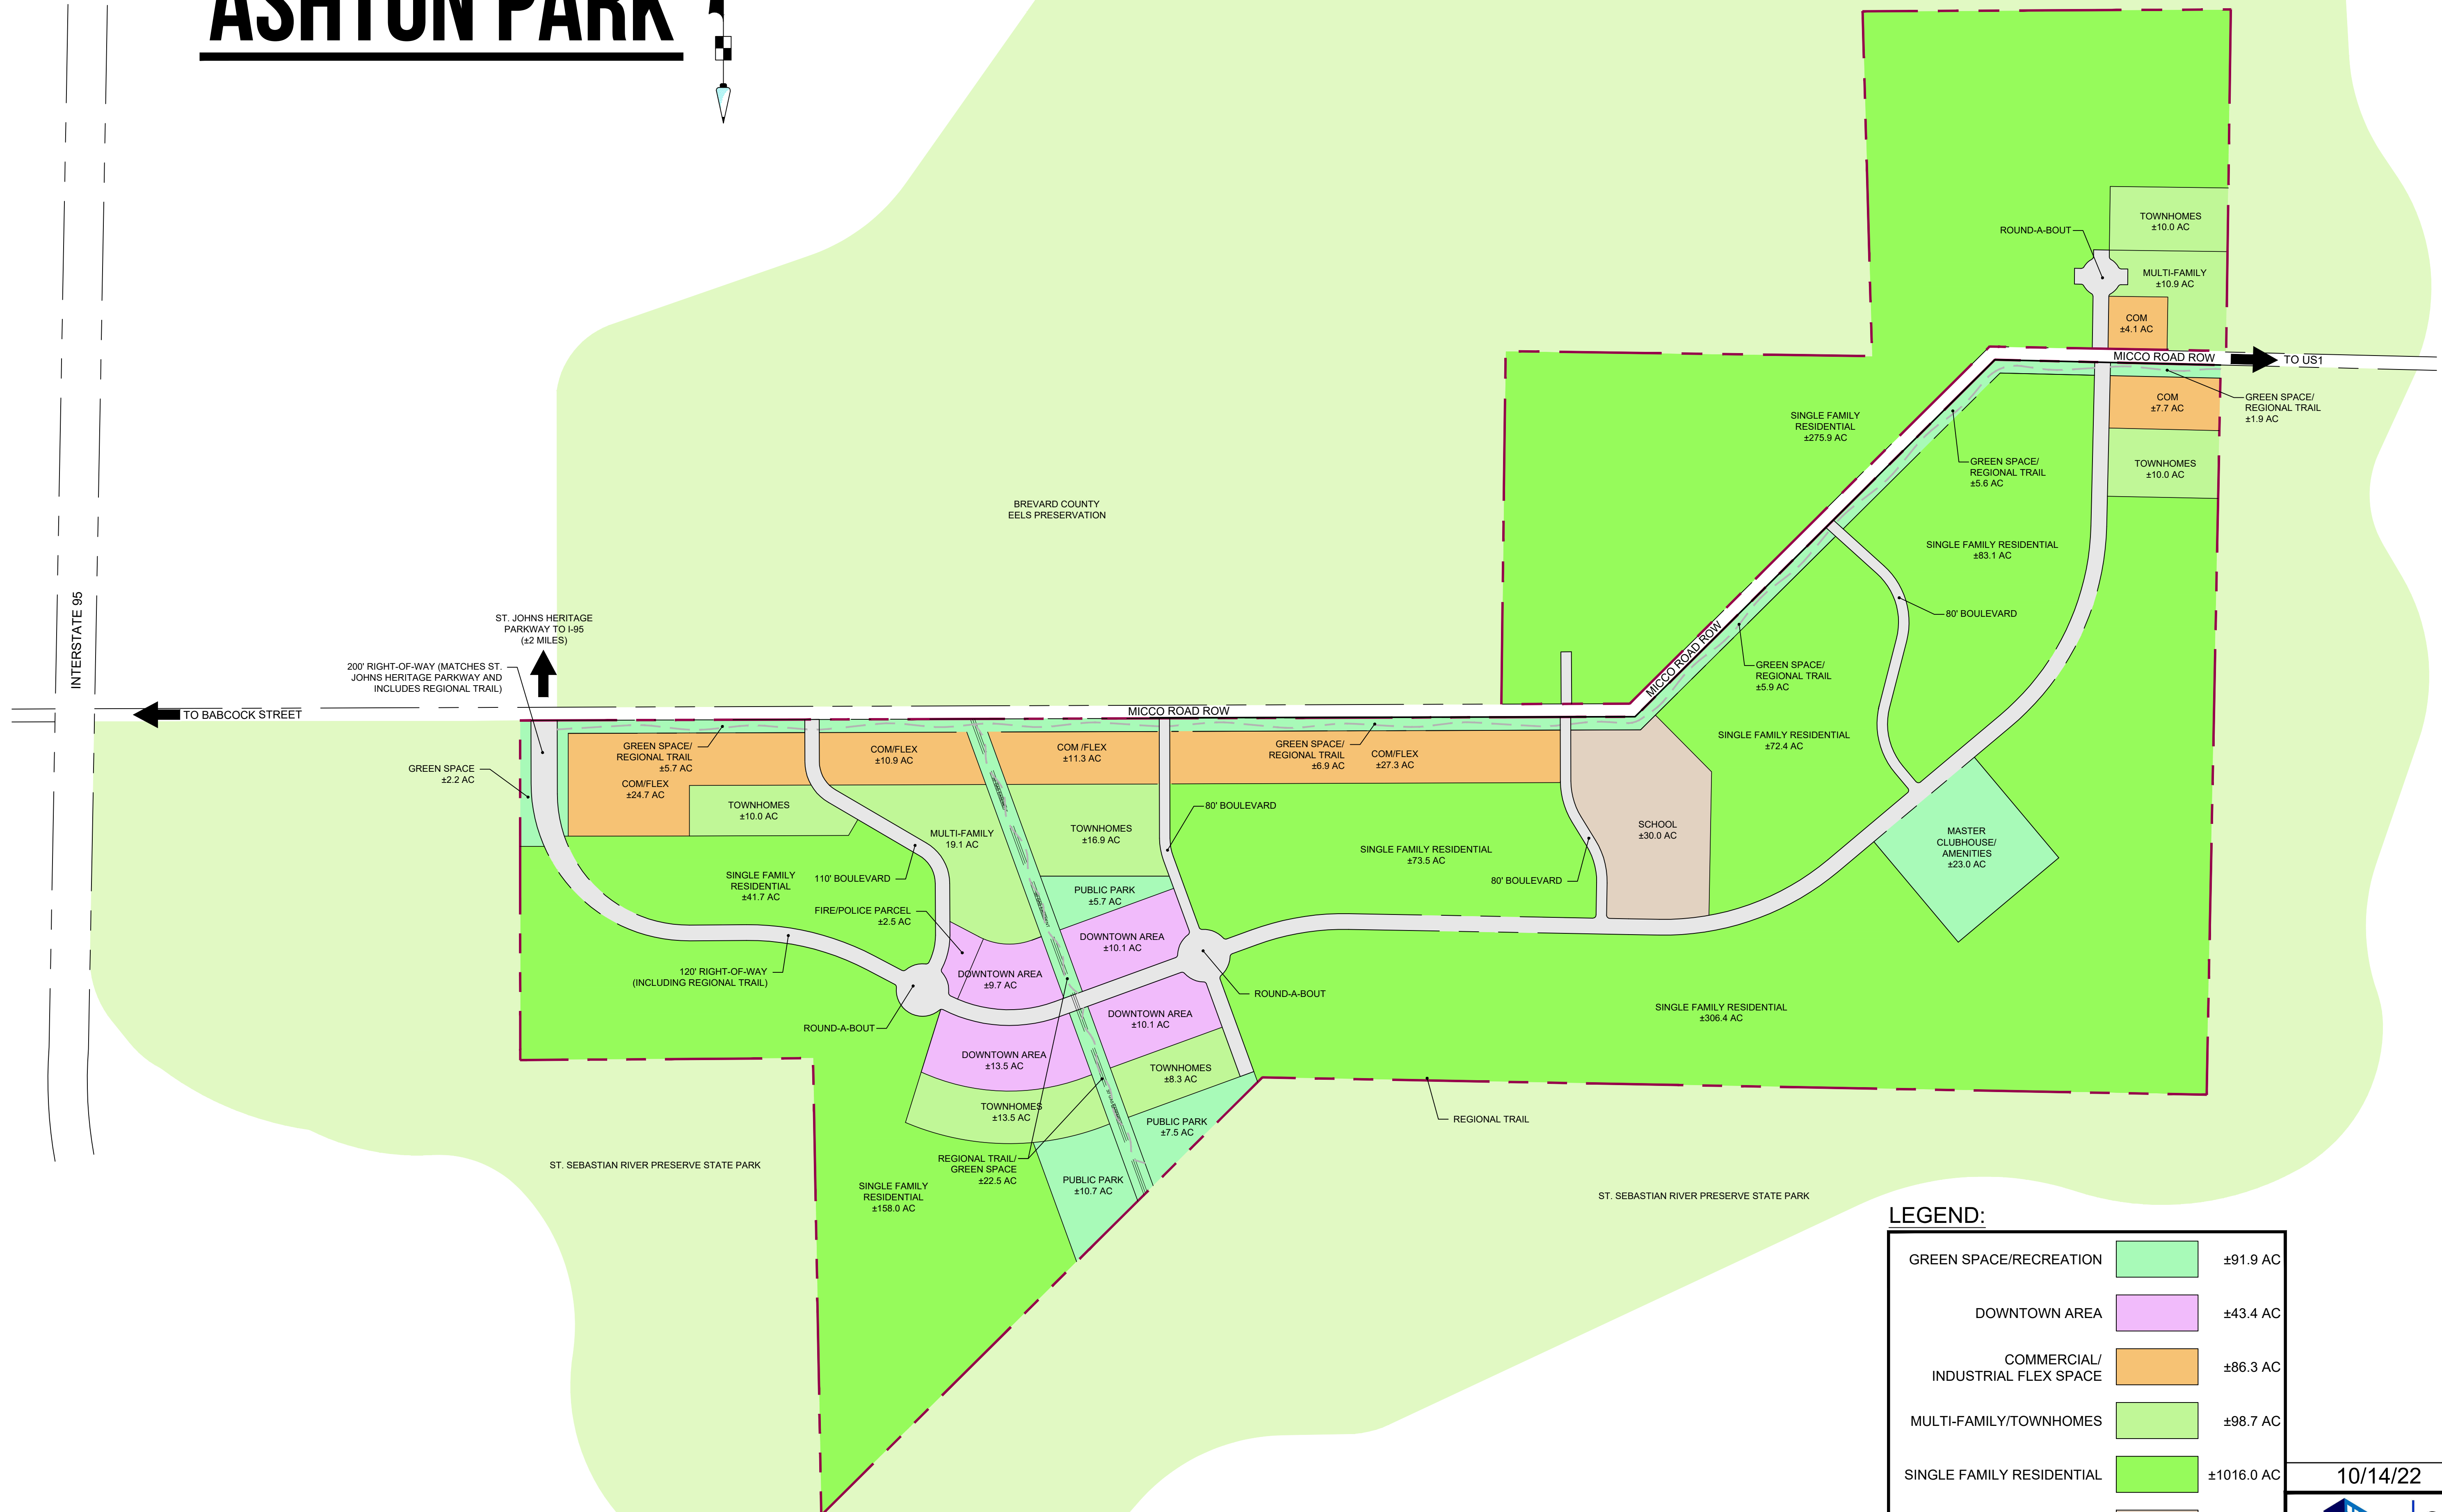 ASHTON PARK
TOWNHOMES
±10.0 AC
ROUND-A-BOUT
MULTI-FAMILY
±10.9 AC
COM
±4.1 AC
MICCO ROAD ROW
TO US1
COM
±7.7 AC
GREEN SPACE/
REGIONAL TRAIL
±1.9 AC
SINGLE FAMILY
RESIDENTIAL
±275.9 AC
GREEN SPACE/
REGIONAL TRAIL
±5.6 AC
TOWNHOMES
±10.0 AC
BREVARD COUNTY
EELS PRESERVATION
SINGLE FAMILY RESIDENTIAL
±83.1 AC
80' BOULEVARD
INTERSTATE 95
ST. JOHNS HERITAGE
PARKWAY TO I-95
(±2 MILES)
200' RIGHT-OF-WAY (MATCHES ST.
JOHNS HERITAGE PARKWAY AND
INCLUDES REGIONAL TRAIL)
MICCO ROAD ROW
GREEN SPACE/
REGIONAL TRAIL
±5.9 AC
TO BABCOCK STREET
MICCO ROAD ROW
GREEN SPACE
±2.2 AC
GREEN SPACE/
REGIONAL TRAIL
±5.7 AC
COM/FLEX
±24.7 AC
COM/FLEX
±10.9 AC
COM /FLEX
±11.3 AC
GREEN SPACE/
REGIONAL TRAIL
±6.9 AC
COM/FLEX
±27.3 AC
SINGLE FAMILY RESIDENTIAL
±72.4 AC
TOWNHOMES
±10.0 AC
MULTI-FAMILY
19.1 AC
TOWNHOMES
±16.9 AC
80' BOULEVARD
SINGLE FAMILY RESIDENTIAL
±73.5 AC
SCHOOL
±30.0 AC
MASTER
CLUBHOUSE/
AMENITIES
±23.0 AC
SINGLE FAMILY
RESIDENTIAL
±41.7 AC
110' BOULEVARD
80' BOULEVARD
PUBLIC PARK
±5.7 AC
FIRE/POLICE PARCEL
±2.5 AC
DOWNTOWN AREA
±10.1 AC
DOWNTOWN AREA
±9.7 AC
120' RIGHT-OF-WAY
(INCLUDING REGIONAL TRAIL)
ROUND-A-BOUT
ROUND-A-BOUT
DOWNTOWN AREA
±10.1 AC
SINGLE FAMILY RESIDENTIAL
±306.4 AC
DOWNTOWN AREA
±13.5 AC
TOWNHOMES
±8.3 AC
TOWNHOMES
±13.5 AC
PUBLIC PARK
±7.5 AC
REGIONAL TRAIL
REGIONAL TRAIL/
GREEN SPACE
±22.5 AC
ST. SEBASTIAN RIVER PRESERVE STATE PARK
PUBLIC PARK
±10.7 AC
SINGLE FAMILY
RESIDENTIAL
±158.0 AC
ST. SEBASTIAN RIVER PRESERVE STATE PARK
LEGEND:
GREEN SPACE/RECREATION ±91.9 AC
DOWNTOWN AREA ±43.4 AC
COMMERCIAL/
INDUSTRIAL FLEX SPACE ±86.3 AC
MULTI-FAMILY/TOWNHOMES ±98.7 AC
SINGLE FAMILY RESIDENTIAL ±1016.0 AC
10/14/22